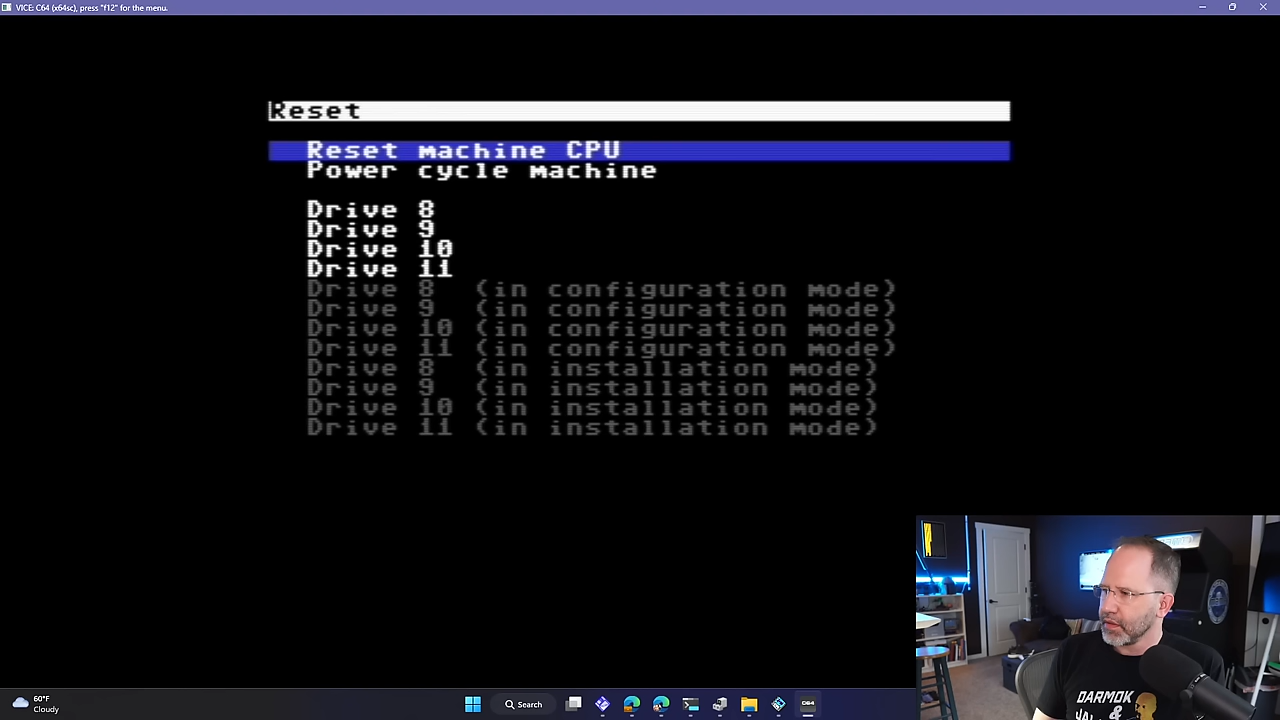 VICE: C64 (x64sc), press "f12" for the menu.
Reset
Reset machine CPU
Power cycle machine
Drive 8
Drive 9
Drive 10
Drive 11
Drive 8 (in configuration mode)
Drive 9 (in configuration mode)
Drive 10 (in configuration mode)
Drive 11 (in configuration mode)
Drive 8 (in installation mode)
Drive 9 (in installation mode)
Drive 10 (in installation mode)
Drive 11 (in installation mode)
DARMOK
&
60°F
Cloudy
Search
C64